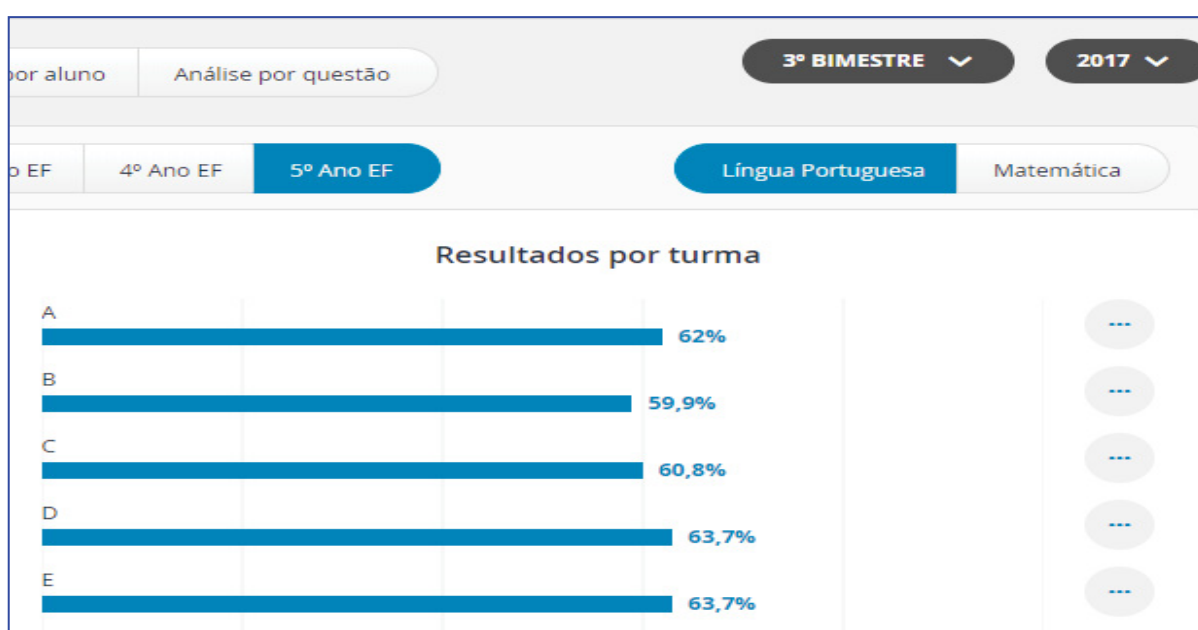 por aluno Análise por questão 3º BIMESTRE 2017
EF 4º Ano EF 5º Ano EF Língua Portuguesa Matemática
Resultados por turma
A
62% ---
B
59,9% ---
C
60,8% ---
D
63,7% ---
E
63,7% ---